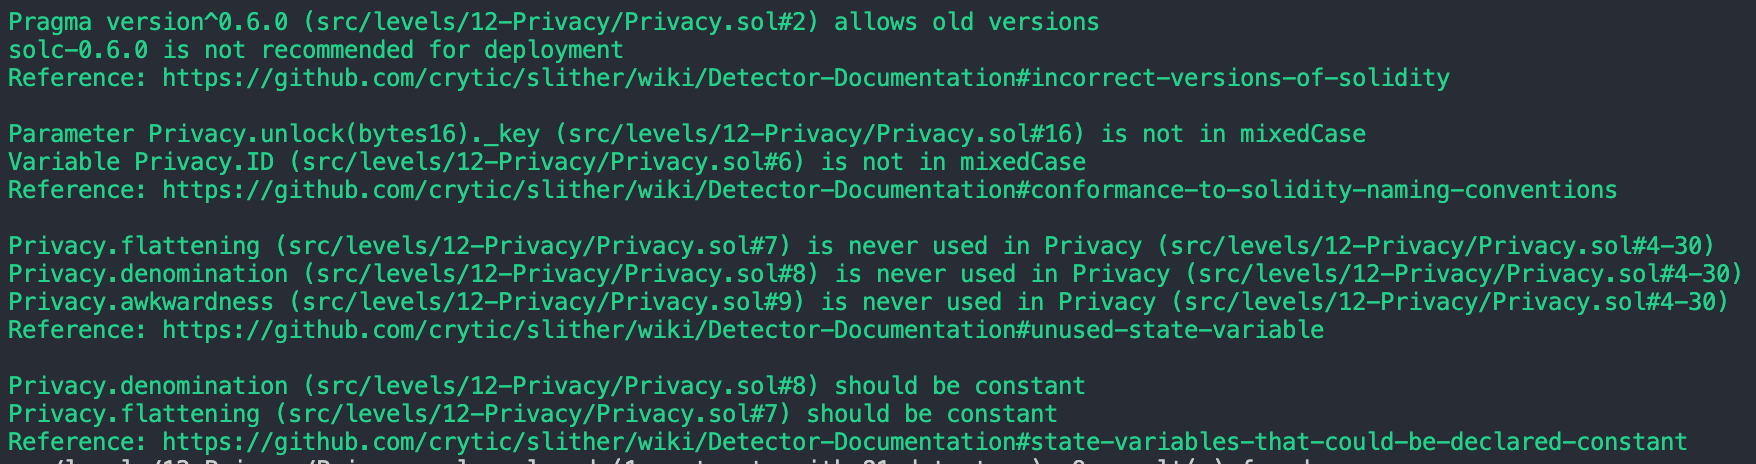 Pragma version^0.6.0 (src/levels/12-Privacy/Privacy.sol#2) allows old versions
solc-0.6.0 is not recommended for deployment
Reference: https://github.com/crytic/slither/wiki/Detector-Documentation#incorrect-versions-of-solidity
Parameter Privacy.unlock(bytes16)._key (src/levels/12-Privacy/Privacy.sol#16) is not in mixedCase
Variable Privacy.ID (src/levels/12-Privacy/Privacy.sol#6) is not in mixedCase
Reference: https://github.com/crytic/slither/wiki/Detector-Documentation#conformance-to-solidity-naming-conventions
Privacy.flattening (src/levels/12-Privacy/Privacy.sol#7) is never used in Privacy (src/levels/12-Privacy/Privacy.sol#4-30)
Privacy.denomination (src/levels/12-Privacy/Privacy.sol#8) is never used in Privacy (src/levels/12-Privacy/Privacy.sol#4-30)
Privacy.awkwardness (src/levels/12-Privacy/Privacy.sol#9) is never used in Privacy (src/levels/12-Privacy/Privacy.sol#4-30)
Reference: https://github.com/crytic/slither/wiki/Detector-Documentation#unused-state-variable
Privacy.denomination (src/levels/12-Privacy/Privacy.sol#8) should be constant
Privacy.flattening (src/levels/12-Privacy/Privacy.sol#7) should be constant
Reference: https://github.com/crytic/slither/wiki/Detector-Documentation#state-variables-that-could-be-declared-constant